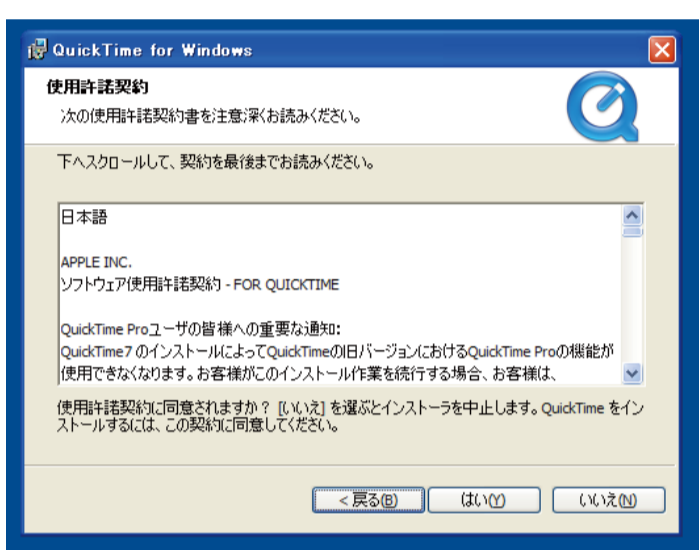 QuickTime for Windows
使用許諾契約
次の使用許諾契約書を注意深くお読みください。
下へスクロールして、契約を最後までお読みください。
日本語
APPLE INC.
ソフトウェア使用許諾契約 - FOR QUICKTIME
QuickTime Proユーザの皆様への重要な通知:
QuickTime7 のインストールによってQuickTimeの旧バージョンにおけるQuickTime Proの機能が
使用できなくなります。お客様がこのインストール作業を続行する場合、お客様は、
使用許諾契約に同意されますか? [いいえ] を選ぶとインストーラを中止します。QuickTime をイン
ストールするには、この契約に同意してください。
< 戻る(B) はい(Y) いいえ(N)